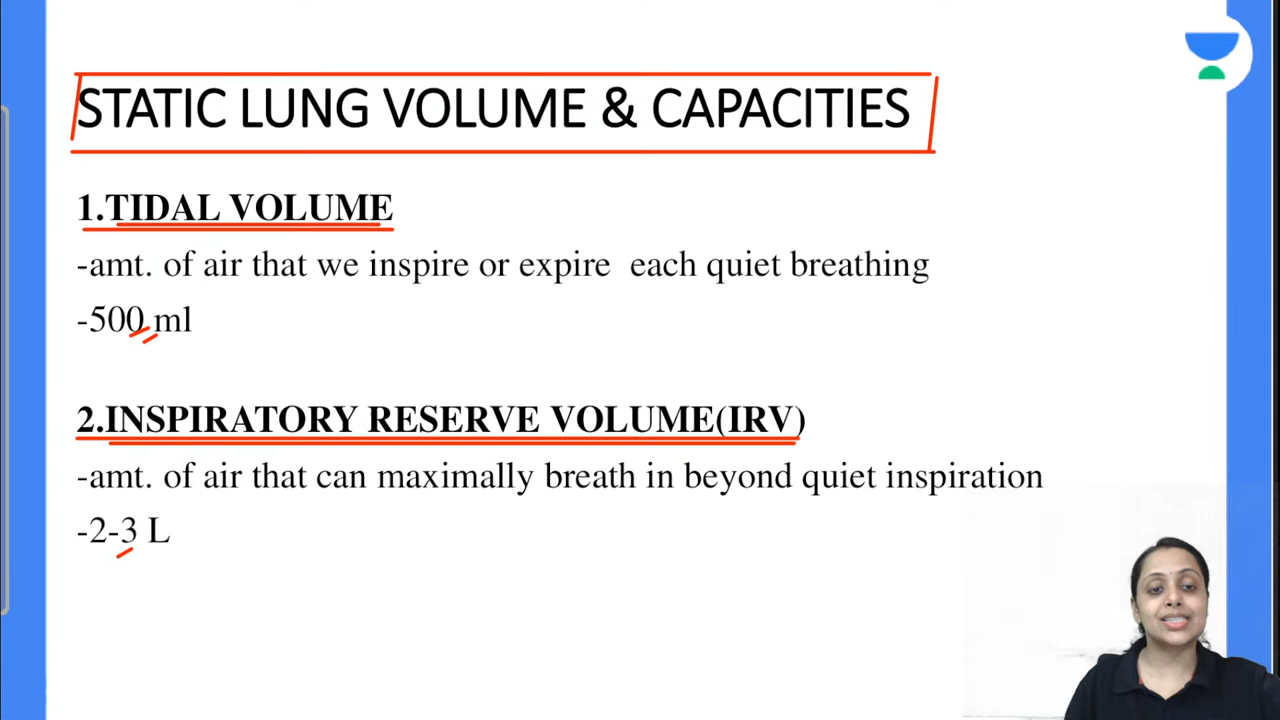 STATIC LUNG VOLUME & CAPACITIES
1.TIDAL VOLUME
-amt. of air that we inspire or expire each quiet breathing
-500 ml
2.INSPIRATORY RESERVE VOLUME(IRV)
-amt. of air that can maximally breath in beyond quiet inspiration
-2-3 L